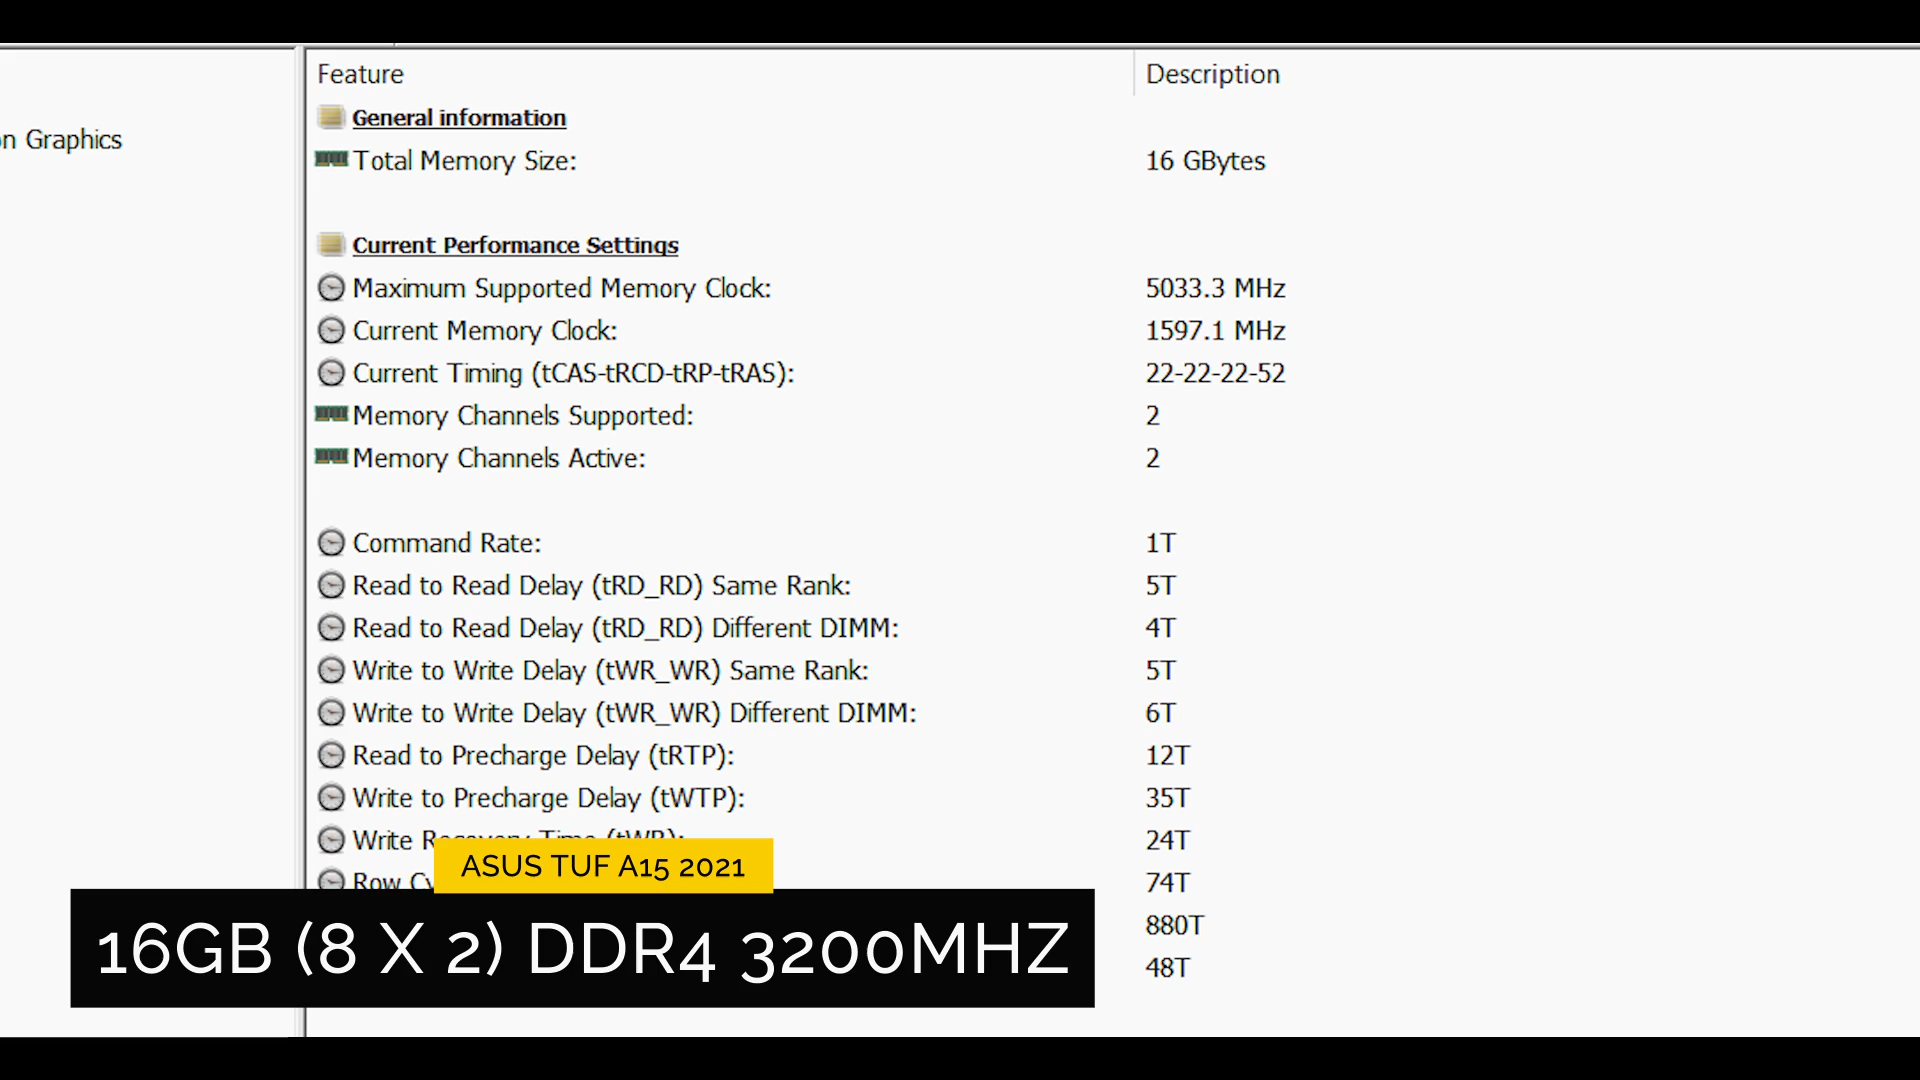 Feature Description
General information
n Graphics
Total Memory Size: 16 GBytes
Current Performance Settings
Maximum Supported Memory Clock: 5033.3 MHz
Current Memory Clock: 1597.1 MHz
Current Timing (tCAS-tRCD-tRP-tRAS): 22-22-22-52
Memory Channels Supported: 2
Memory Channels Active: 2
Command Rate: 1T
Read to Read Delay (tRD_RD) Same Rank: 5T
Read to Read Delay (tRD_RD) Different DIMM: 4T
Write to Write Delay (tWR_WR) Same Rank: 5T
Write to Write Delay (tWR_WR) Different DIMM: 6T
Read to Precharge Delay (tRTP): 12T
Write to Precharge Delay (tWTP): 35T
Write Recovery Time (tWR): 24T
ASUS TUF A15 2021
Row 74T
880T
16GB (8 X 2) DDR4 3200MHZ
48T